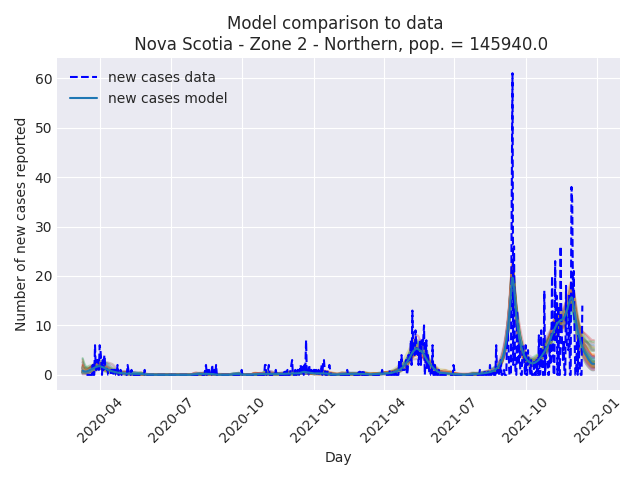 Model comparison to data
Nova Scotia - Zone 2 - Northern, pop. = 145940.0
new cases data
new cases model
Number of new cases reported
60
50
40
30
20
10
0
2020-04
2020-07
2020-10
2021-01
2021-04
2021-07
2021-10
2022-01
Day